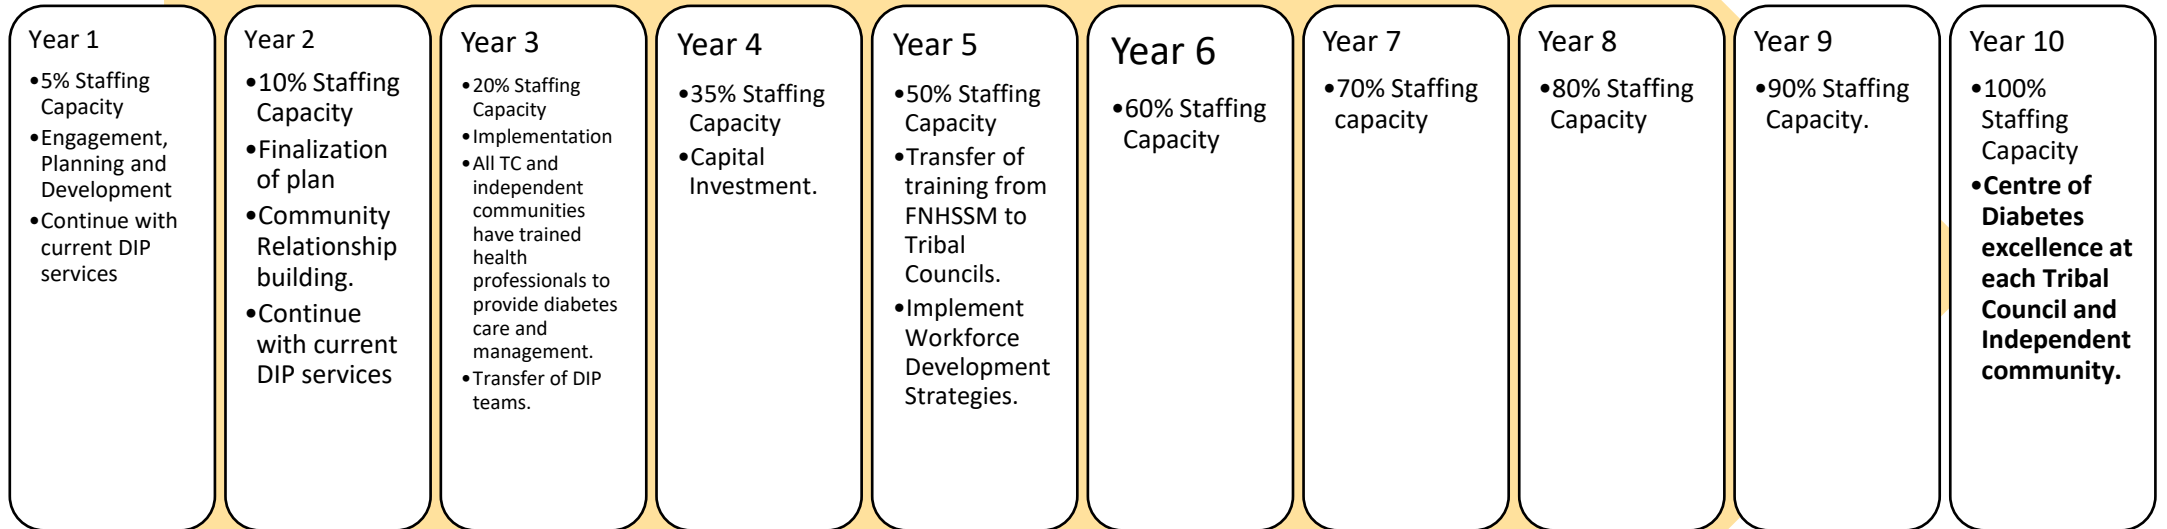 Year 1
•5% Staffing
Capacity
•Engagement,
Planning and
Development
•Continue with
current DIP
services
Year 2
•10% Staffing
Capacity
•Finalization
of plan
•Community
Relationship
building.
•Continue
with current
DIP services
Year 3
•20% Staffing
Capacity
•Implementation
•All TC and
independent
communities
have trained
health
professionals to
provide diabetes
care and
management.
•Transfer of DIP
teams.
Year 4
•35% Staffing
Capacity
•Capital
Investment.
Year 5
•50% Staffing
Capacity
•Transfer of
training from
FNHSSM to
Tribal
Councils.
•Implement
Workforce
Development
Strategies.
Year 6
•60% Staffing
Capacity
Year 7
•70% Staffing
capacity
Year 8
•80% Staffing
Capacity
Year 9
•90% Staffing
Capacity.
Year 10
•100%
Staffing
Capacity
•Centre of
Diabetes
excellence at
each Tribal
Council and
Independent
community.